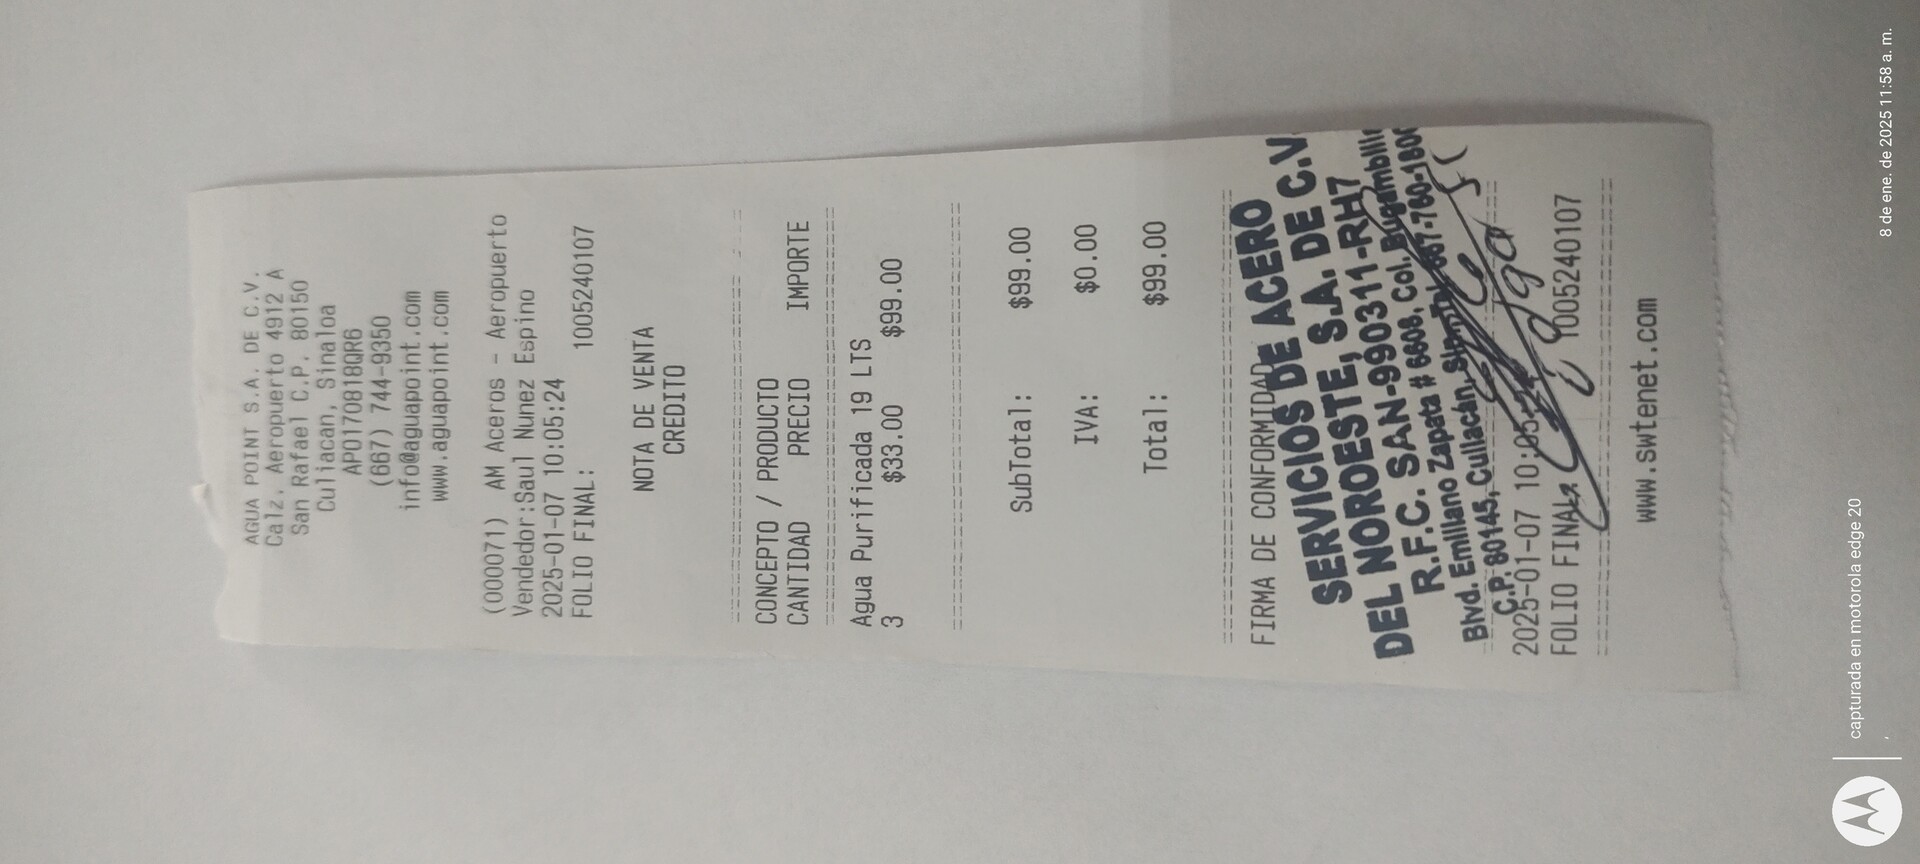 AGUA POINT S.A. DE C.V.
Calz. Aeropuerto 4912 A
San Rafael C.P. 80150
Culiacan, Sinaloa
APO170818QR6
(667) 744-9350
info@aguapoint.com
www.aguapoint.com
(000071) AM Aceros - Aeropuerto
Vendedor:Saul Nunez Espino
2025-01-07 10:05:24
FOLIO FINAL: 1005240107
NOTA DE VENTA
CREDITO
CONCEPTO / PRODUCTO
CANTIDAD PRECIO IMPORTE
Agua Purificada 19 LTS
3 $33.00 $99.00
SubTotal: $99.00
IVA: $0.00
Total: $99.00
FIRMA DE CONFORMIDAD
SERVICIOS DE ACERO
DEL NOROESTE, S.A. DE C.V.
R.F.C. SAN-990311-RH7
Blvd. Emiliano Zapata # 6608, Col.
C.P. 80145, Culiacán,
2025-01-07
FOLIO FINAL 1005240107
www.swtenet.com
8 de ene. de 2025 11:58 a. m.
capturada en motorola edge 20
,